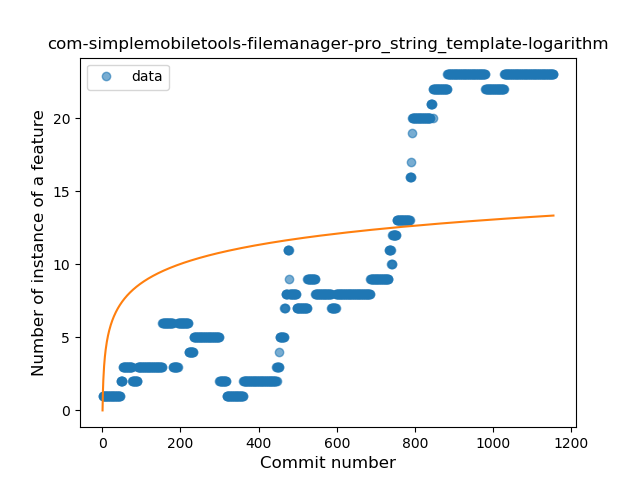 com-simplemobiletools-filemanager-pro_string_template-logarithm
data
Number of instance of a feature
20
15
10
5
0
0 200 400 600 800 1000 1200
Commit number